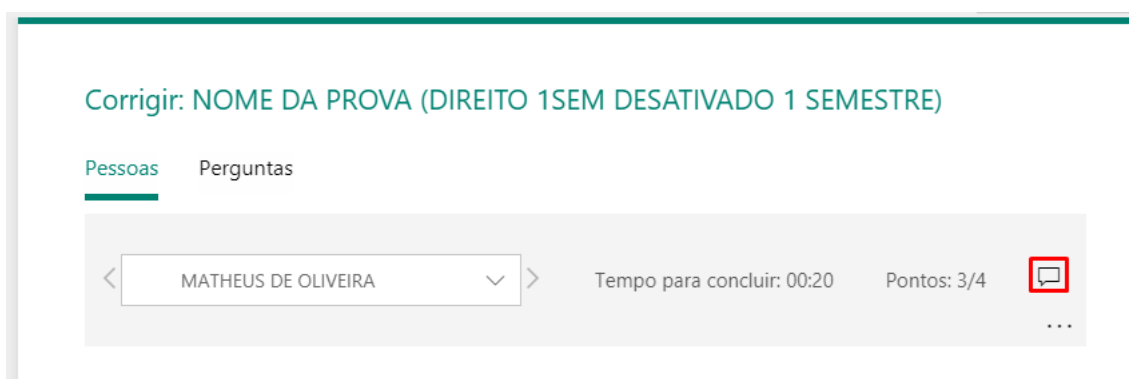 Corrigir: NOME DA PROVA (DIREITO 1SEM DESATIVADO 1 SEMESTRE)
Pessoas Perguntas
MATHEUS DE OLIVEIRA Tempo para concluir: 00:20 Pontos: 3/4